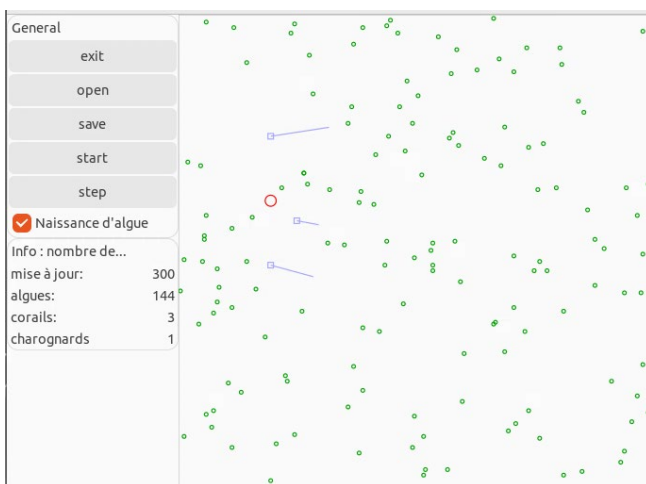 General
exit
open
save
start
step
Naissance d'algue
Info : nombre de...
mise à jour: 300
algues: 144
corails: 3
charognards 1